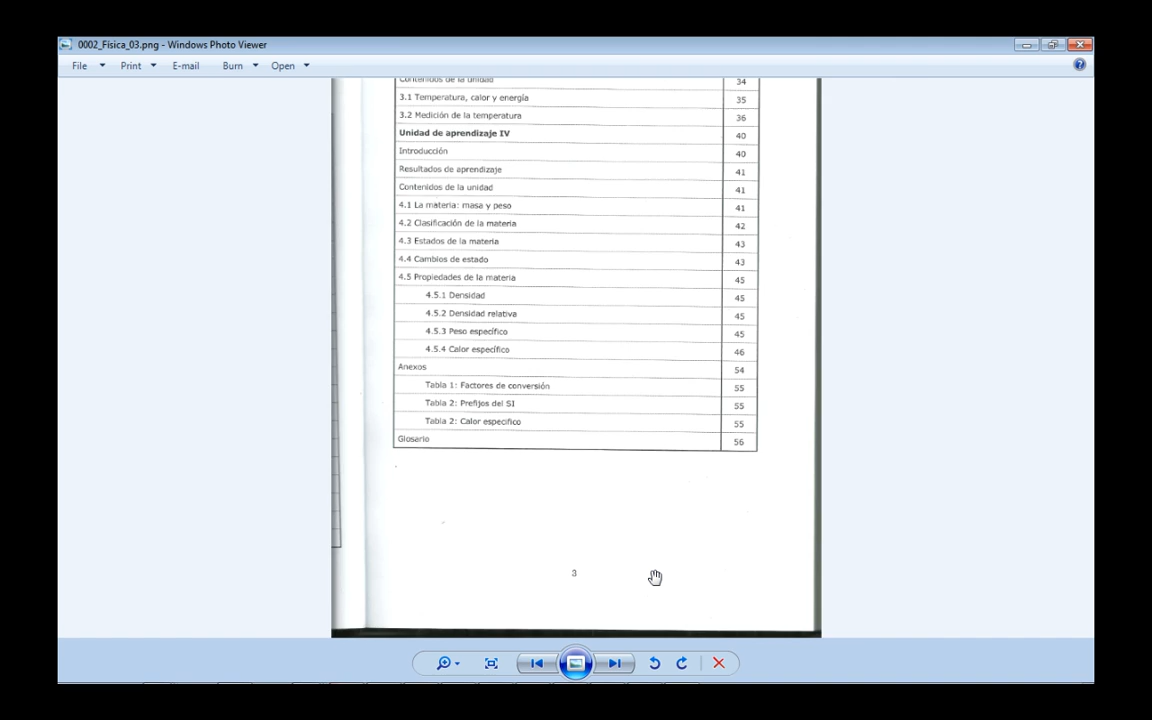 0002_Física_03.png - Windows Photo Viewer
File Print E-mail Burn Open
Contenidos de la unidad 34
3.1 Temperatura, calor y energía 35
3.2 Medición de la temperatura 36
Unidad de aprendizaje IV 40
Introducción 40
Resultados de aprendizaje 41
Contenidos de la unidad 41
4.1 La materia: masa y peso 41
4.2 Clasificación de la materia 42
4.3 Estados de la materia 43
4.4 Cambios de estado 43
4.5 Propiedades de la materia 45
4.5.1 Densidad 45
4.5.2 Densidad relativa 45
4.5.3 Peso específico 45
4.5.4 Calor específico 46
Anexos 54
Tabla 1: Factores de conversión 55
Tabla 2: Prefijos del SI 55
Tabla 2: Calor especifico 55
Glosario 56
3